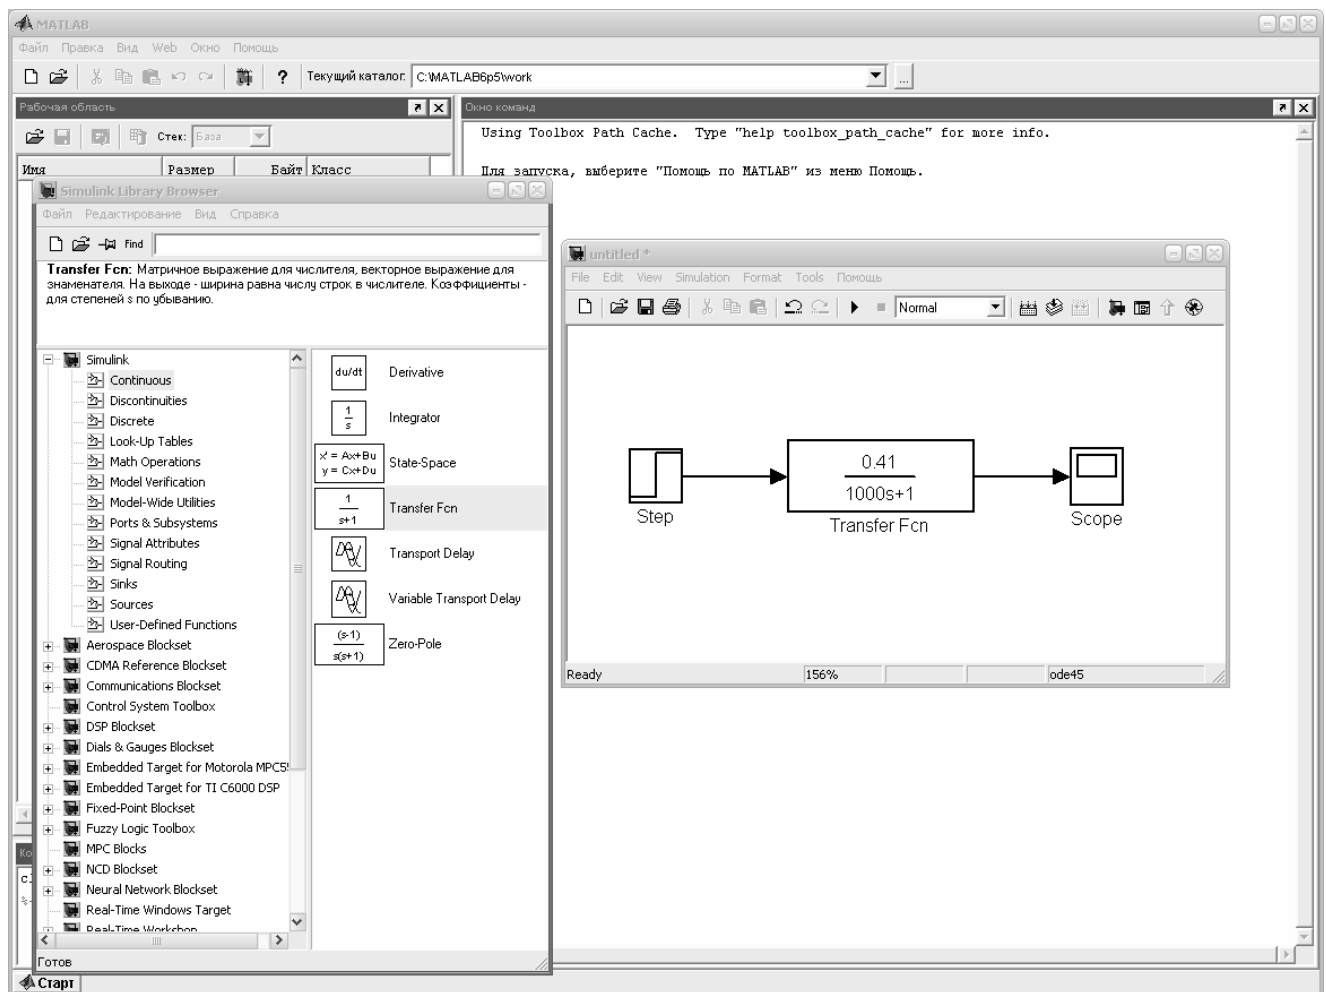 MATLAB
Файл Правка Вид Web Окно Помощь
? Текущий каталог: C:\MATLAB6p5\work ...
Рабочая область
Стек: База
Имя Размер Байт Класс
Окно команд
Using Toolbox Path Cache. Type "help toolbox_path_cache" for more info.
Для запуска, выберите "Помощь по MATLAB" из меню Помощь.
Simulink Library Browser
Файл Редактирование Вид Справка
Find
Transfer Fcn: Матричное выражение для числителя, векторное выражение для
знаменателя. На выходе - ширина равна числу строк в числителе. Коэффициенты -
для степеней s по убыванию.
Simulink
Continuous
Discontinuities
Discrete
Look-Up Tables
Math Operations
Model Verification
Model-Wide Utilities
Ports & Subsystems
Signal Attributes
Signal Routing
Sinks
Sources
User-Defined Functions
Aerospace Blockset
CDMA Reference Blockset
Communications Blockset
Control System Toolbox
DSP Blockset
Dials & Gauges Blockset
Embedded Target for Motorola MPC5
Embedded Target for TI C6000 DSP
Fixed-Point Blockset
Fuzzy Logic Toolbox
MPC Blocks
NCD Blockset
Neural Network Blockset
Real-Time Windows Target
Real-Time Workshop
du/dt Derivative
1
s
Integrator
x' = Ax+Bu
y = Cx+Du
State-Space
1
s+1
Transfer Fcn
Transport Delay
Variable Transport Delay
(s-1)
s(s+1)
Zero-Pole
Готов
untitled *
File Edit View Simulation Format Tools Помощь
Normal
0.41
1000s+1
Step
Transfer Fcn
Scope
Ready 156% ode45
Старт